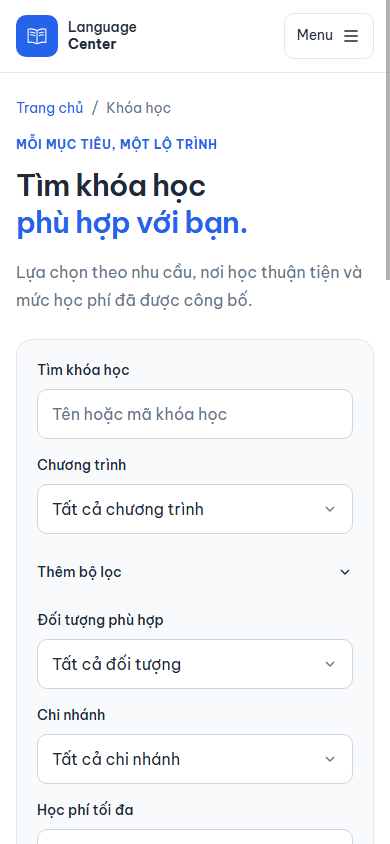 Language
Center
Menu
Trang chủ / Khóa học
MỖI MỤC TIÊU, MỘT LỘ TRÌNH
Tìm khóa học
phù hợp với bạn.
Lựa chọn theo nhu cầu, nơi học thuận tiện và
mức học phí đã được công bố.
Tìm khóa học
Tên hoặc mã khóa học
Chương trình
Tất cả chương trình
Thêm bộ lọc
Đối tượng phù hợp
Tất cả đối tượng
Chi nhánh
Tất cả chi nhánh
Học phí tối đa